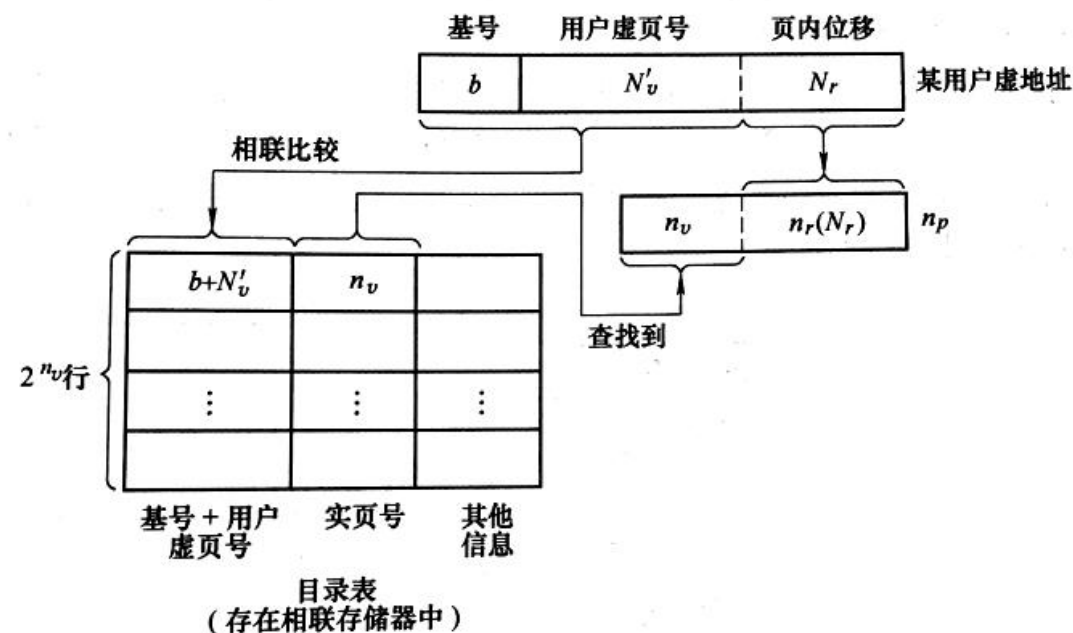 基号 用户虚页号 页内位移
b N'v Nr 某用户虚地址
相联比较
nv nr(Nr) np
b+N'v nv
查找到
2^nv行
⋮ ⋮ ⋮
基号 + 用户虚页号 实页号 其他信息
目录表
(存在相联存储器中)